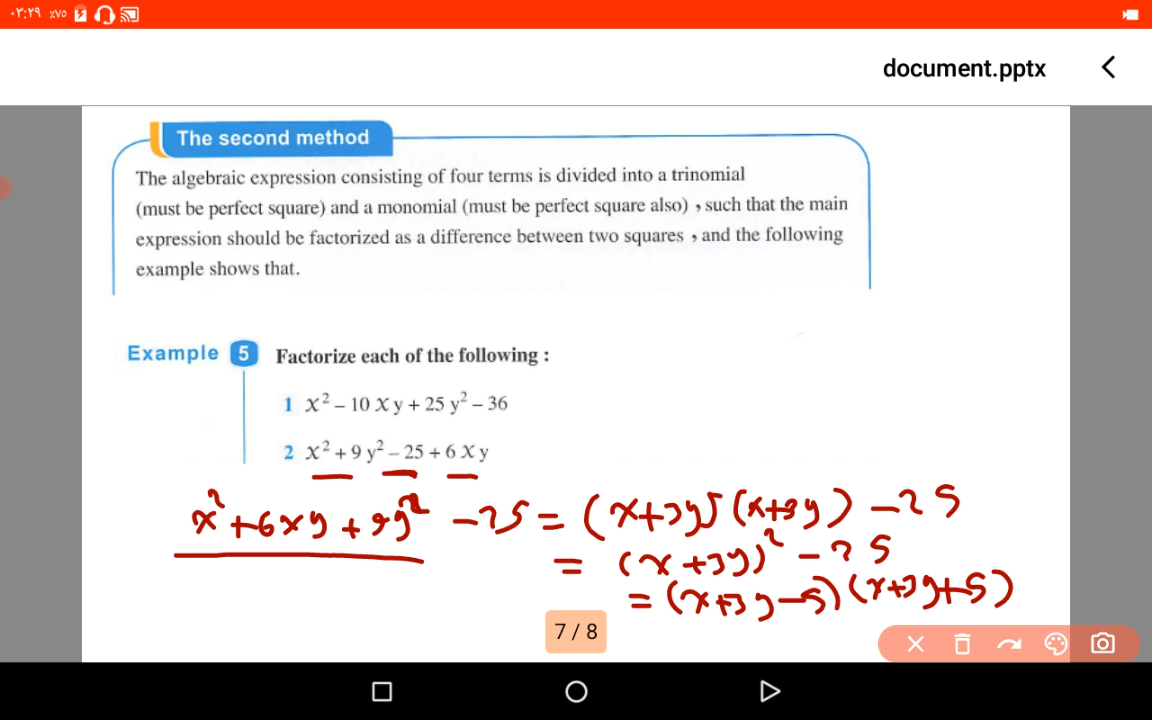 ٠٣:٢٩ ٪٧٥
document.pptx
The second method
The algebraic expression consisting of four terms is divided into a trinomial
(must be perfect square) and a monomial (must be perfect square also) , such that the main
expression should be factorized as a difference between two squares , and the following
example shows that.
Example 5 Factorize each of the following :
1 x² – 10 x y + 25 y² – 36
2 x² + 9 y² – 25 + 6 x y
x² + 6xy + 9y² – 25 = (x+3y)(x+3y) – 25
= (x+3y)² – 25
= (x+3y–5)(x+3y+5)
7 / 8